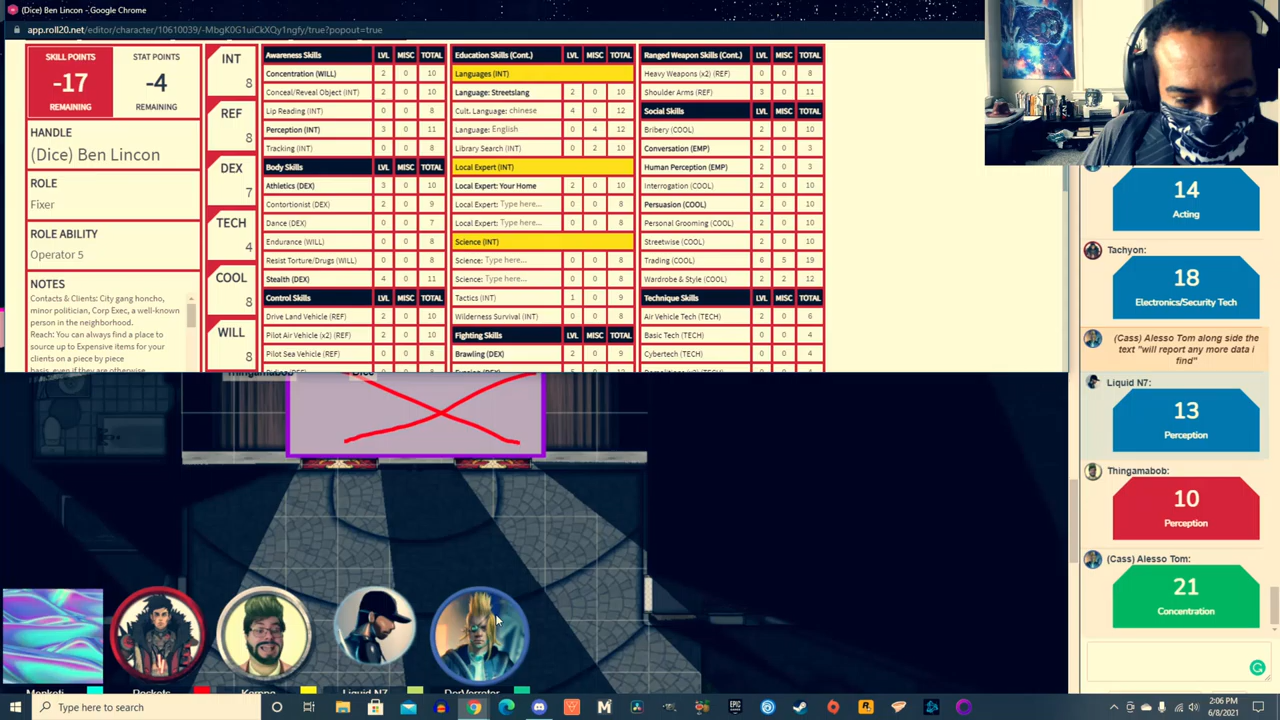 (Dice) Ben Lincon - Google Chrome
app.roll20.net/editor/character/10610039/-MbgK0G1uiCkXQy1ngfy/true?popout=true
SKILL POINTS
-17
REMAINING
STAT POINTS
-4
REMAINING
HANDLE
(Dice) Ben Lincon
ROLE
Fixer
ROLE ABILITY
Operator 5
NOTES
Contacts & Clients: City gang honcho,
minor politician, Corp Exec, a well-known
person in the neighborhood.
Reach: You can always find a place to
source up to Expensive items for your
clients on a piece by piece
basis, even if they are otherwise
INT
8
REF
8
DEX
7
TECH
4
COOL
8
WILL
8
Awareness Skills LVL MISC TOTAL
Concentration (WILL) 2 0 10
Conceal/Reveal Object (INT) 2 0 10
Lip Reading (INT) 0 0 8
Perception (INT) 3 0 11
Tracking (INT) 0 0 8
Body Skills LVL MISC TOTAL
Athletics (DEX) 3 0 10
Contortionist (DEX) 2 0 9
Dance (DEX) 0 0 7
Endurance (WILL) 0 0 8
Resist Torture/Drugs (WILL) 0 0 8
Stealth (DEX) 4 0 11
Control Skills LVL MISC TOTAL
Drive Land Vehicle (REF) 2 0 10
Pilot Air Vehicle (x2) (REF) 2 0 10
Pilot Sea Vehicle (REF) 0 0 8
Education Skills (Cont.) LVL MISC TOTAL
Languages (INT)
Language: Streetslang 2 0 10
Cult. Language: chinese 4 0 12
Language: English 0 4 12
Library Search (INT) 0 2 10
Local Expert (INT)
Local Expert: Your Home 2 0 10
Local Expert: Type here... 0 0 8
Local Expert: Type here... 0 0 8
Science (INT)
Science: Type here... 0 0 8
Science: Type here... 0 0 8
Tactics (INT) 1 0 9
Wilderness Survival (INT) 0 0 8
Fighting Skills LVL MISC TOTAL
Brawling (DEX) 2 0 9
Ranged Weapon Skills (Cont.) LVL MISC TOTAL
Heavy Weapons (x2) (REF) 0 0 8
Shoulder Arms (REF) 3 0 11
Social Skills LVL MISC TOTAL
Bribery (COOL) 2 0 10
Conversation (EMP) 2 0 3
Human Perception (EMP) 2 0 3
Interrogation (COOL) 2 0 10
Persuasion (COOL) 2 0 10
Personal Grooming (COOL) 2 0 10
Streetwise (COOL) 2 0 10
Trading (COOL) 6 5 19
Wardrobe & Style (COOL) 2 2 12
Technique Skills LVL MISC TOTAL
Air Vehicle Tech (TECH) 2 0 6
Basic Tech (TECH) 0 0 4
Cybertech (TECH) 0 0 4
14
Acting
Tachyon:
18
Electronics/Security Tech
(Cass) Alesso Tom along side the
text "will report any more data i
find"
Liquid N7:
13
Perception
Thingamabob:
10
Perception
(Cass) Alesso Tom:
21
Concentration
Thingamabob
Dice
Liquid N7
Type here to search
2:06 PM
6/8/2021